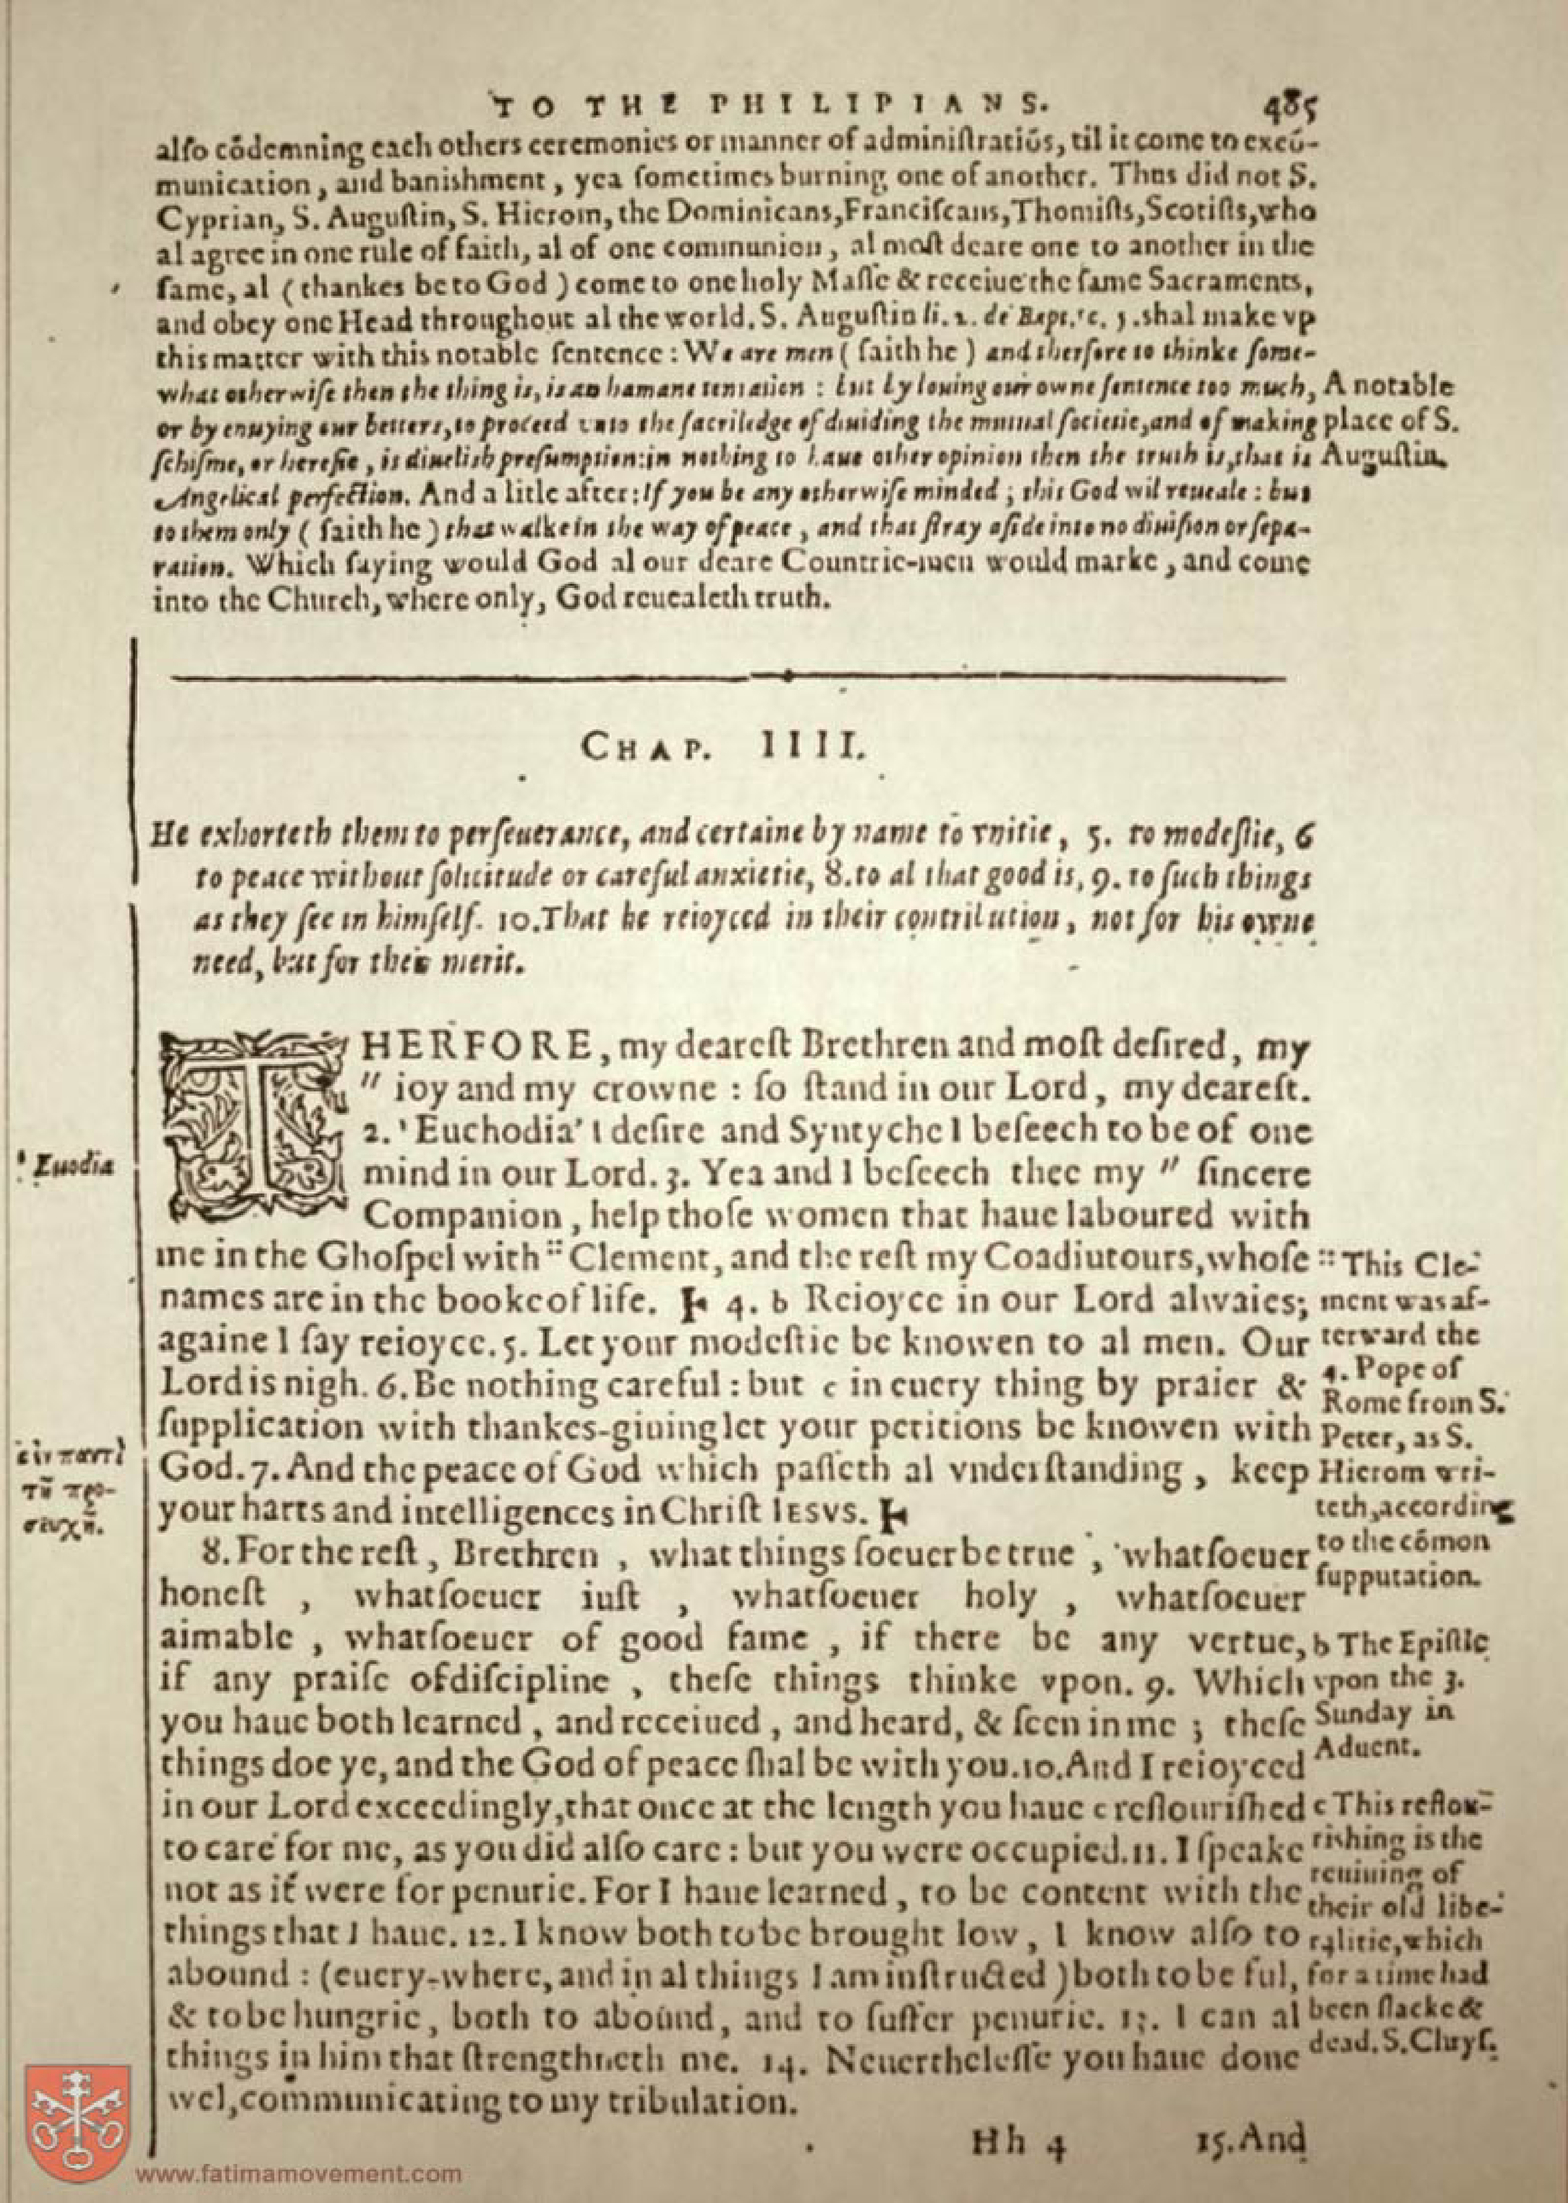 TO THE PHILIPIANS. 485
alſo cōdemning each others ceremonies or manner of adminiſtratiōs, til it come to excō-
munication, and banishment, yea ſometimes burning one of another. Thus did not S.
Cyprian, S. Auguſtin, S. Hierom, the Dominicans, Franciſcans, Thomiſts, Scotiſts, who
al agree in one rule of faith, al of one communion, al moſt deare one to another in the
ſame, al (thankes be to God) come to one holy Maſſe & receiue the ſame Sacraments,
and obey one Head throughout al the world. S. Auguſtin li. 2. de Bapt. c. 5. shal make vp
this matter with this notable ſentence: We are men (ſaith he) and therfore to thinke ſome-
what otherwiſe then the thing is, is an humane tentation: but by louing our owne ſentence too much,
or by enuying our betters, to proceed vnto the ſacriledge of diuiding the mutual ſocietie, and of making
ſchiſme, or hereſie, is diuelish preſumption: in nothing to haue other opinion then the truth is, that is
Angelical perfection. And a litle after: If you be any otherwiſe minded; this God wil reueale: but
to them only (ſaith he) that walke in the way of peace, and that ſtray aſide into no diuiſion or ſepa-
ration. Which ſaying would God al our deare Countrie-men would marke, and come
into the Church, where only, God reuealeth truth.
A notable
place of S.
Auguſtin.
CHAP. IIII.
He exhorteth them to perſeuerance, and certaine by name to vnitie, 5. to modeſtie, 6
to peace without ſolicitude or careful anxietie, 8. to al that good is, 9. to ſuch things
as they ſee in himſelf. 10. That he reioyced in their contribution, not for his owne
need, but for their merit.
THERFORE, my deareſt Brethren and moſt deſired, my
" ioy and my crowne : ſo ſtand in our Lord, my deareſt.
2. 'Euchodia' I deſire and Syntyche I beſeech to be of one
mind in our Lord. 3. Yea and I beſeech thee my " ſincere
Companion, help thoſe women that haue laboured with
me in the Ghoſpel with :: Clement, and the reſt my Coadiutours, whoſe
names are in the booke of life. 4. b Reioyce in our Lord alwaies;
againe I ſay reioyce. 5. Let your modeſtie be knowen to al men. Our
Lord is nigh. 6. Be nothing careful : but c in euery thing by praier &
ſupplication with thankes-giuing let your petitions be knowen with
God. 7. And the peace of God which paſſeth al vnderſtanding, keep
your harts and intelligences in Chriſt IESVS.
8. For the reſt, Brethren, what things ſoeuer be true, whatſoeuer
honeſt, whatſoeuer iuſt, whatſoeuer holy, whatſoeuer
aimable, whatſoeuer of good fame, if there be any vertue,
if any praiſe of diſcipline, theſe things thinke vpon. 9. Which
you haue both learned, and receiued, and heard, & ſeen in me; theſe
things doe ye, and the God of peace ſhal be with you. 10. And I reioyced
in our Lord exceedingly, that once at the length you haue c reflouriſhed
to care for me, as you did alſo care : but you were occupied. 11. I ſpeake
not as it were for penurie. For I haue learned, to be content with the
things that I haue. 12. I know both to be brought low, I know alſo to
abound : (euery-where, and in al things I am inſtructed) both to be ful,
& to be hungrie, both to abound, and to ſuffer penurie. 13. I can al
things in him that ſtrengthneth me. 14. Neuertheleſſe you haue done
wel, communicating to my tribulation.
' Euodia
ἐν παντὶ
τῇ προ-
σευχῇ.
:: This Cle-
ment was af-
terward the
4. Pope of
Rome from S.
Peter, as S.
Hierom wri-
teth, according
to the cōmon
ſupputation.
b The Epiſtle
vpon the 3.
Sunday in
Aduent.
c This reflou-
rishing is the
reuiuing of
their old libe-
ralitie, which
for a time had
been ſlacke &
dead. S. Chryſ.
Hh 4 15. And
www.fatimamovement.com